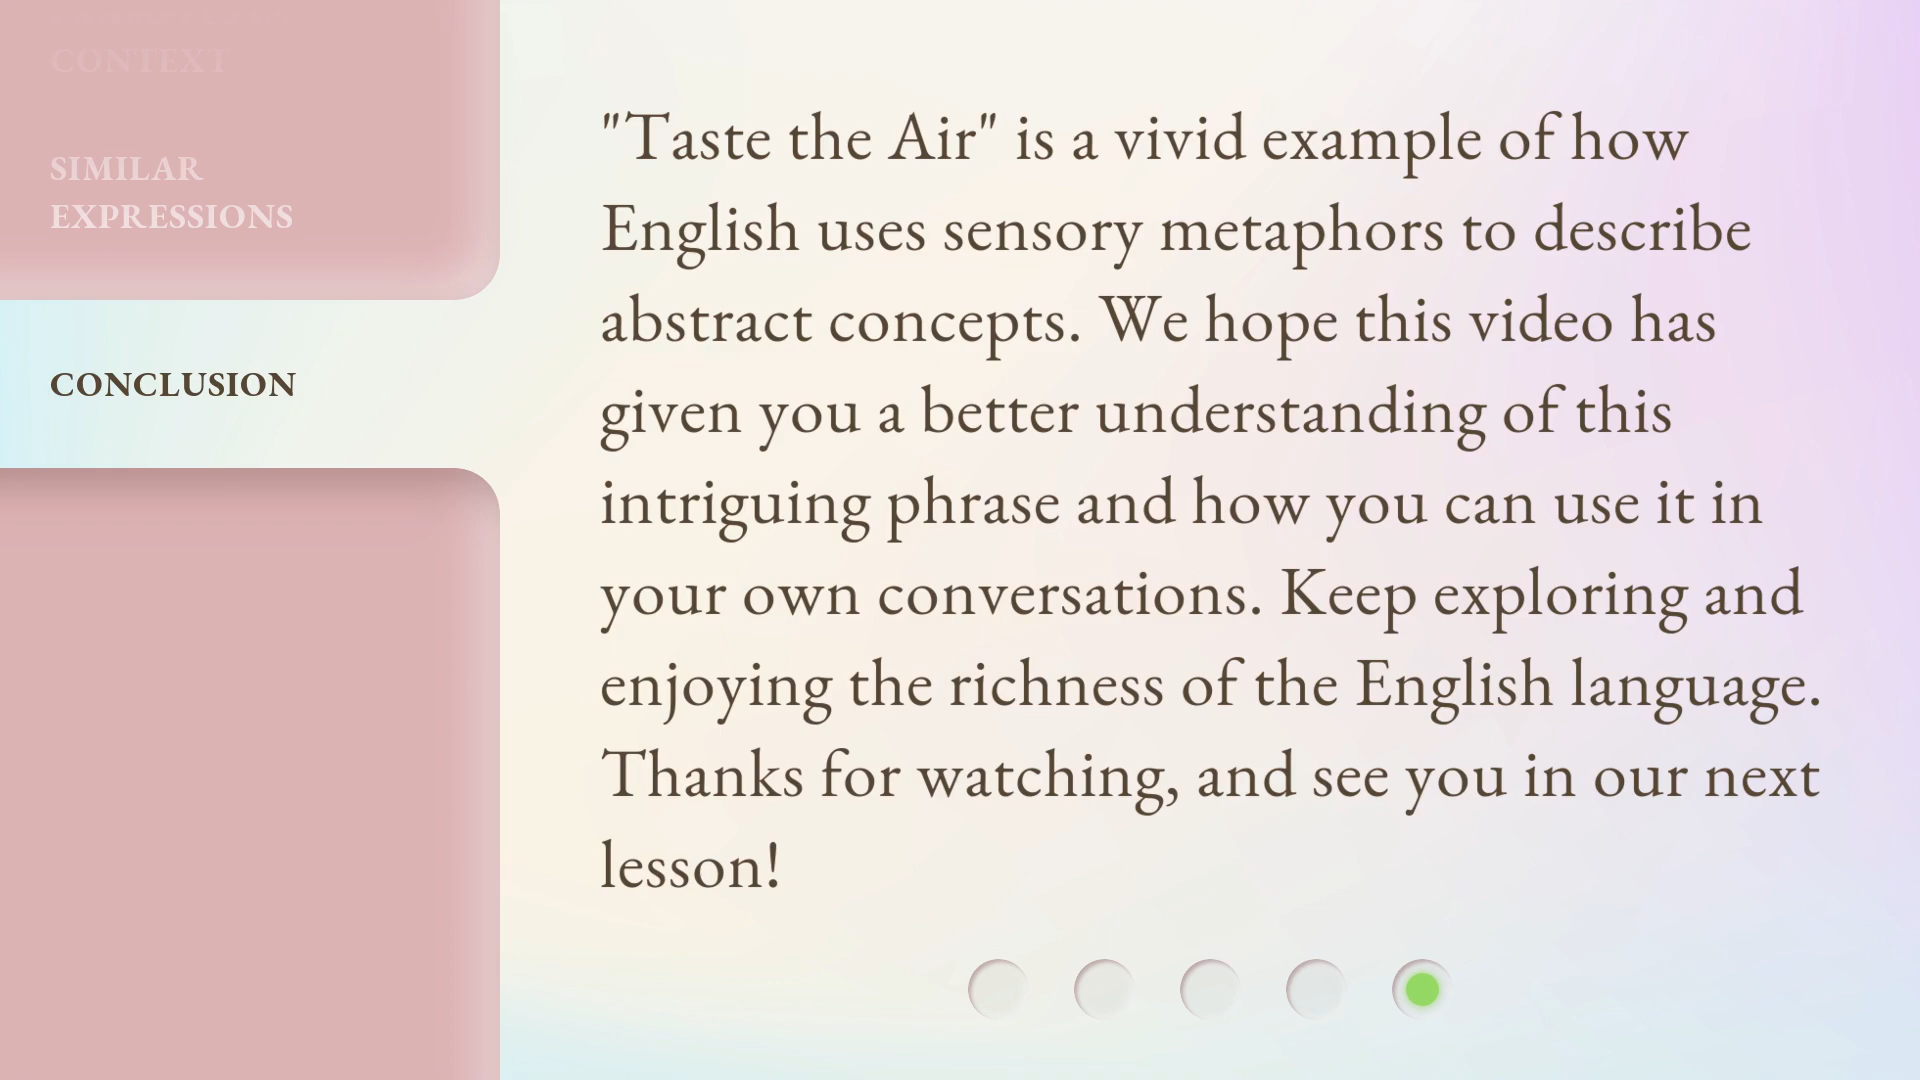 CONTEXT
SIMILAR
EXPRESSIONS
CONCLUSION
"Taste the Air" is a vivid example of how
English uses sensory metaphors to describe
abstract concepts. We hope this video has
given you a better understanding of this
intriguing phrase and how you can use it in
your own conversations. Keep exploring and
enjoying the richness of the English language.
Thanks for watching, and see you in our next
lesson!